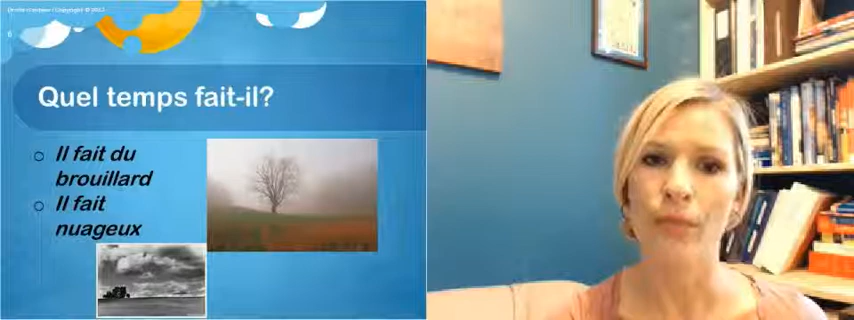 Quel temps fait-il?
Il fait du
brouillard
Il fait
nuageux